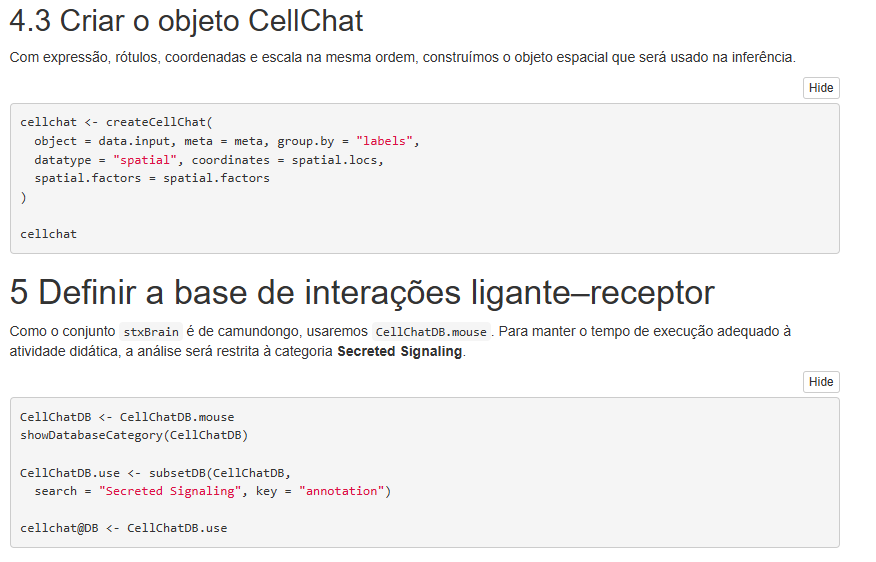 4.3 Criar o objeto CellChat
Com expressão, rótulos, coordenadas e escala na mesma ordem, construímos o objeto espacial que será usado na inferência.
Hide
cellchat <- createCellChat(
  object = data.input, meta = meta, group.by = "labels",
  datatype = "spatial", coordinates = spatial.locs,
  spatial.factors = spatial.factors
)
cellchat
5 Definir a base de interações ligante–receptor
Como o conjunto stxBrain é de camundongo, usaremos CellChatDB.mouse. Para manter o tempo de execução adequado à
atividade didática, a análise será restrita à categoria Secreted Signaling.
Hide
CellChatDB <- CellChatDB.mouse
showDatabaseCategory(CellChatDB)
CellChatDB.use <- subsetDB(CellChatDB,
  search = "Secreted Signaling", key = "annotation")
cellchat@DB <- CellChatDB.use